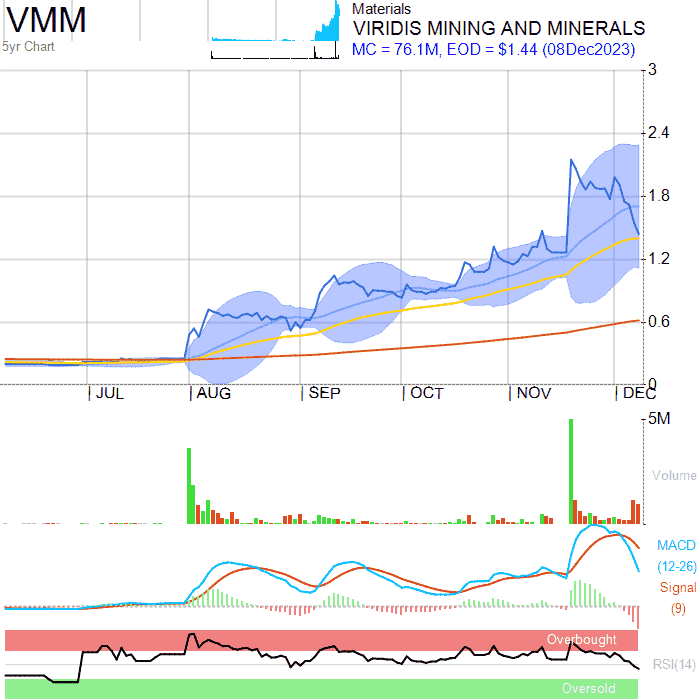 VMM
5yr Chart
Materials
VIRIDIS MINING AND MINERALS
MC = 76.1M, EOD = $1.44 (08Dec2023)
3
2.4
1.8
1.2
0.6
0
JUL AUG SEP OCT NOV DEC
5M
Volume
MACD
(12-26)
Signal
(9)
Overbought
RSI(14)
Oversold